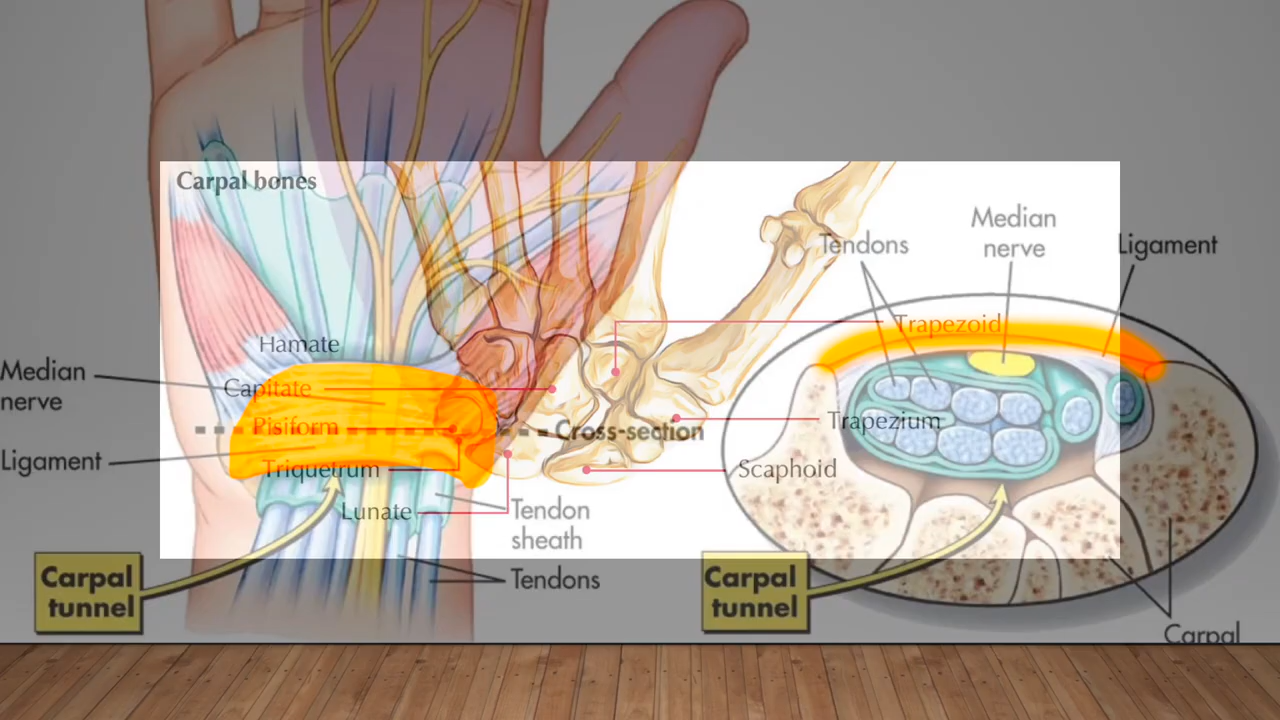 Carpal bones
Median
nerve
Tendons
Ligament
Trapezoid
Hamate
Median
nerve
Capitate
Pisiform
Cross-section
Trapezium
Ligament
Triquetrum
Scaphoid
Lunate
Tendon
sheath
Tendons
Carpal
tunnel
Carpal
tunnel
Carpal